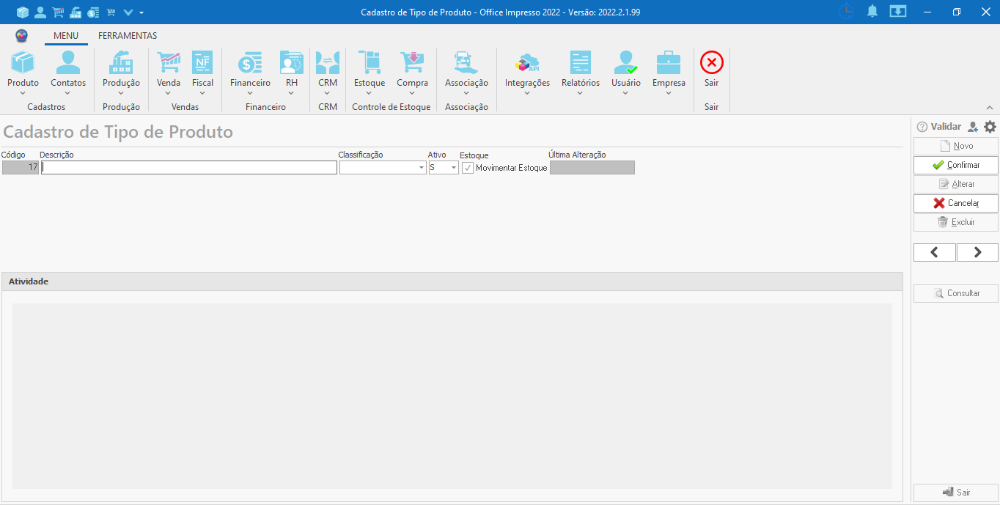 Cadastro de Tipo de Produto - Office Impresso 2022 - Versão: 2022.2.1.99
MENU FERRAMENTAS
Produto Contatos Produção Venda Fiscal Financeiro RH CRM Estoque Compra Associação Integrações Relatórios Usuário Empresa Sair
Cadastros Produção Vendas Financeiro CRM Controle de Estoque Associação Sair
Cadastro de Tipo de Produto
Código Descrição Classificação Ativo Estoque Última Alteração
17 S Movimentar Estoque
Atividade
Validar
Novo
Confirmar
Alterar
Cancelar
Excluir
Consultar
Sair